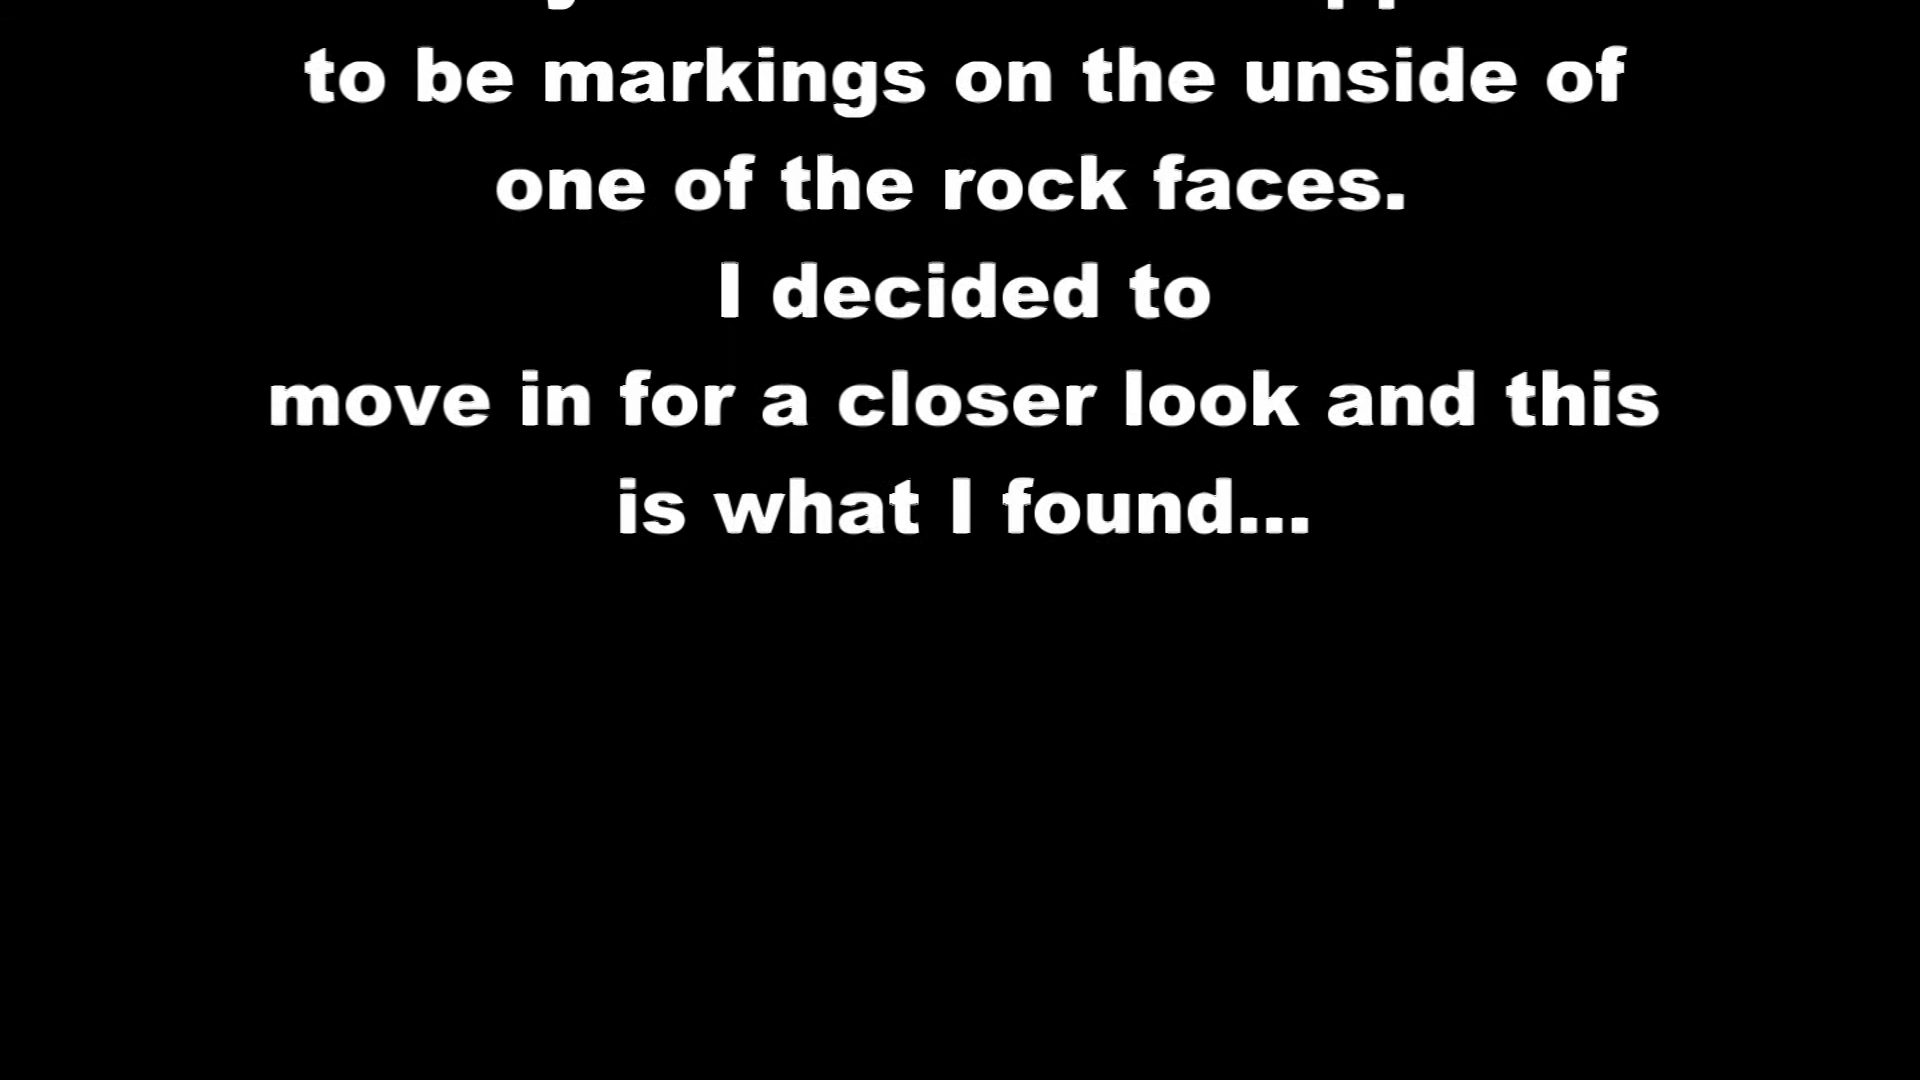 to be markings on the unside of
one of the rock faces.
I decided to
move in for a closer look and this
is what I found...